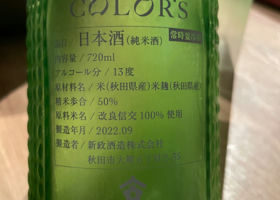 COLOR'S
品目 / 日本酒 (純米酒)
内容量 / 720ml
アルコール分 / 13度
原材料名 / 米(秋田県産)米麹(秋田県産)
精米歩合 / 50%
原料米名 / 改良信交 100% 使用
製造年月 / 2022.09
製造者 / 新政酒造株式会社
秋田市大町